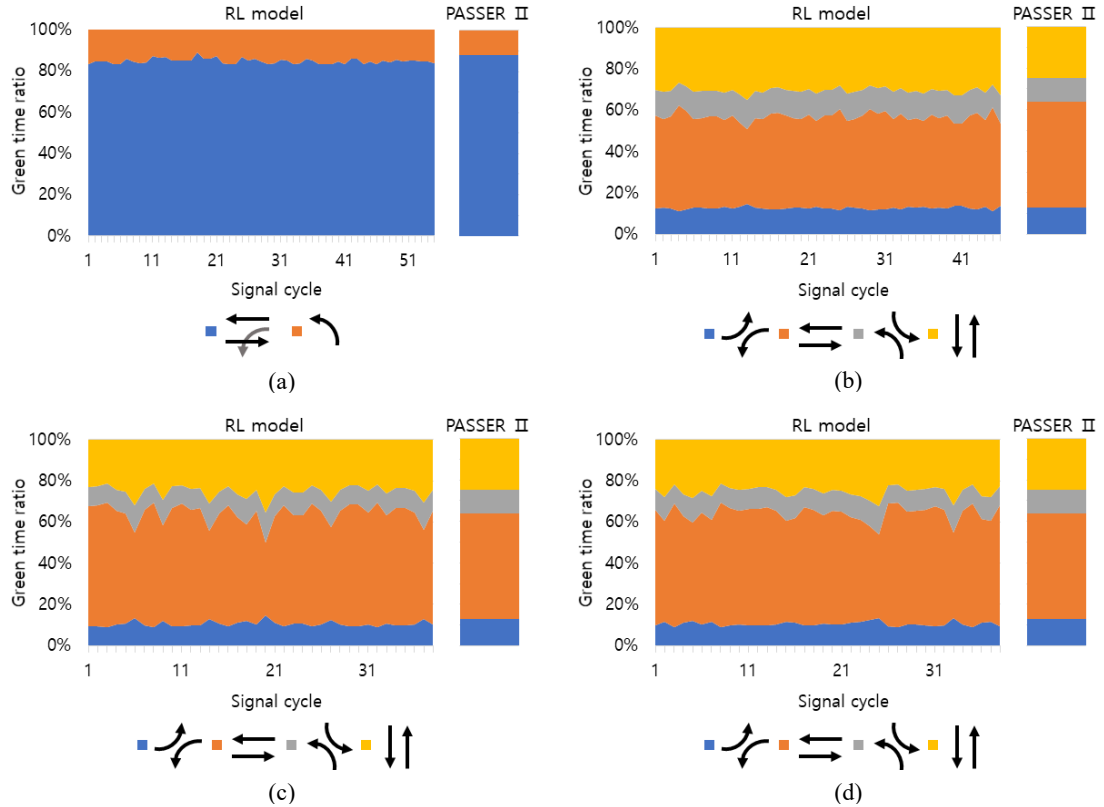 RL model
PASSER Ⅱ
100%
80%
60%
40%
20%
0%
Green time ratio
1 11 21 31 41 51
Signal cycle
(a)
RL model
PASSER Ⅱ
100%
80%
60%
40%
20%
0%
Green time ratio
1 11 21 31 41
Signal cycle
(b)
RL model
PASSER Ⅱ
100%
80%
60%
40%
20%
0%
Green time ratio
1 11 21 31
Signal cycle
(c)
RL model
PASSER Ⅱ
100%
80%
60%
40%
20%
0%
Green time ratio
1 11 21 31
Signal cycle
(d)